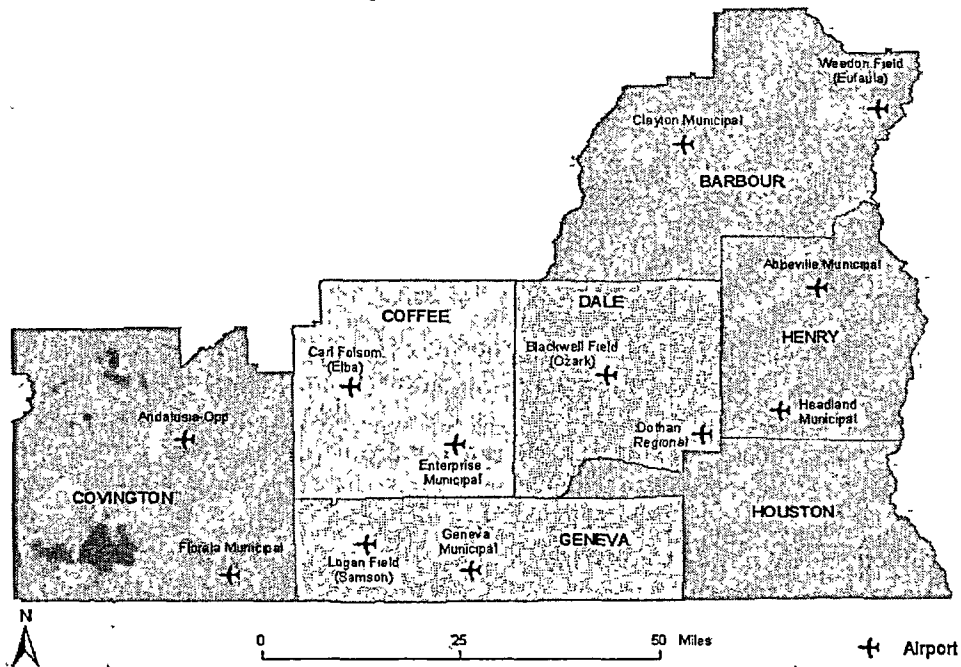 Weedon Field
(Eufaula)
Clayton Municipal
BARBOUR
Abbeville Municipal
DALE
COFFEE
HENRY
Blackwell Field
(Ozark)
Carl Folsom
(Elba)
Headland
Municipal
Andalusia-Opp
Dothan
Regional
Enterprise
Municipal
COVINGTON
HOUSTON
Geneva
Municipal
GENEVA
Florala Municipal
Logan Field
(Samson)
N
0 25 50 Miles
Airport